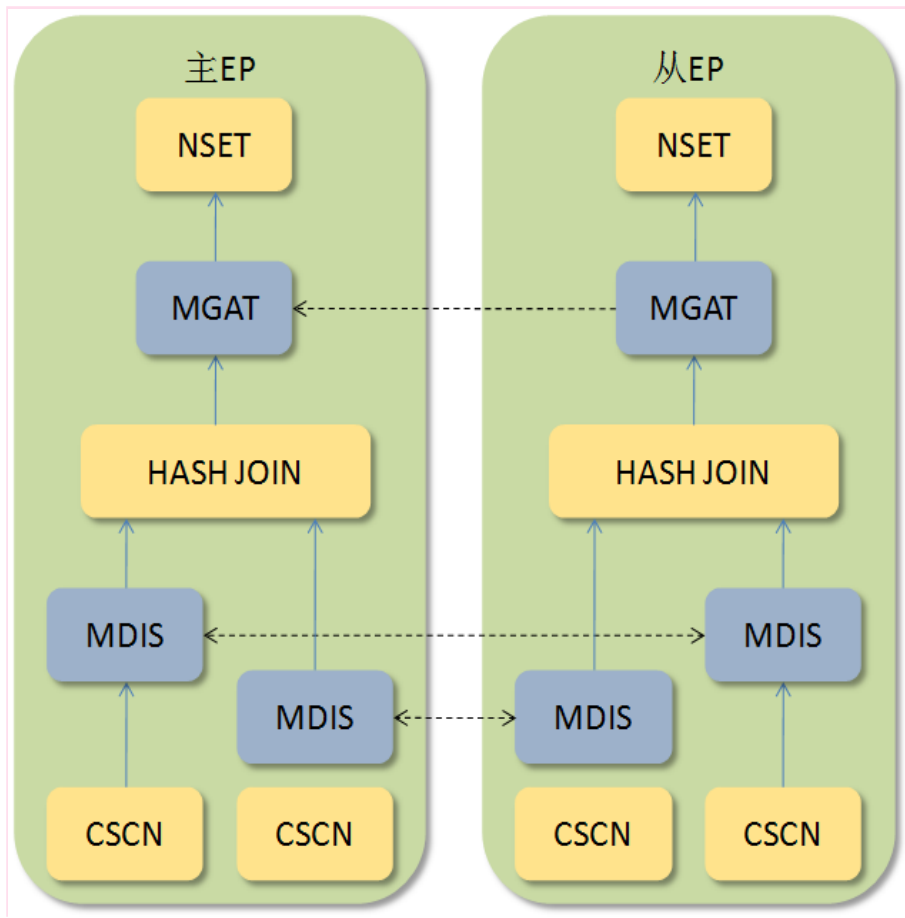 主EP
NSET
MGAT
HASH JOIN
MDIS
MDIS
CSCN
CSCN
从EP
NSET
MGAT
HASH JOIN
MDIS
MDIS
CSCN
CSCN